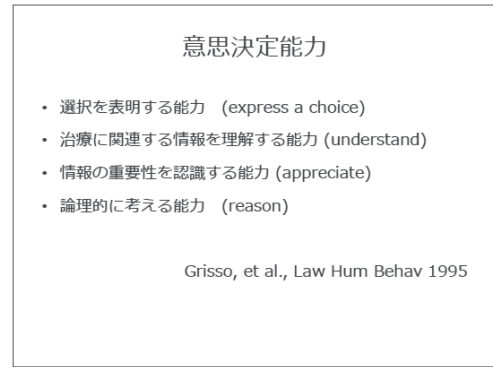 意思決定能力
• 選択を表明する能力　(express a choice)
• 治療に関連する情報を理解する能力 (understand)
• 情報の重要性を認識する能力 (appreciate)
• 論理的に考える能力　(reason)
Grisso, et al., Law Hum Behav 1995